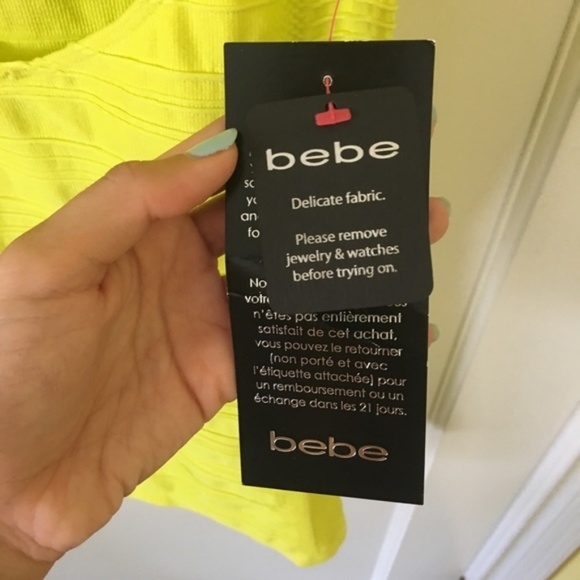 bebe
Delicate fabric.
Please remove
jewelry & watches
before trying on.
n'êtes pas entièrement
satisfait de cet achat,
vous pouvez le retourner
(non porté et avec
l'étiquette attachée) pour
un remboursement ou un
échange dans les 21 jours.
bebe